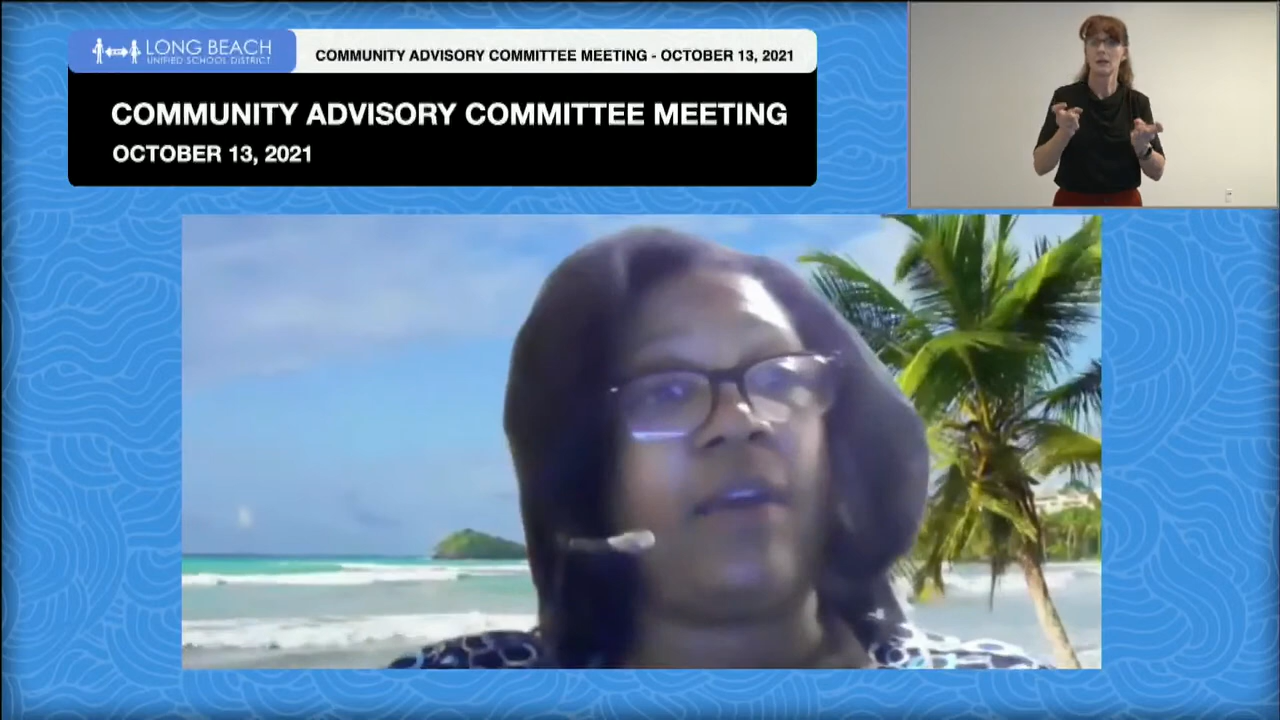 LONG BEACH
UNIFIED SCHOOL DISTRICT
COMMUNITY ADVISORY COMMITTEE MEETING - OCTOBER 13, 2021
COMMUNITY ADVISORY COMMITTEE MEETING
OCTOBER 13, 2021